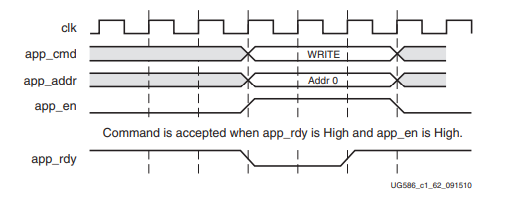 clk
app_cmd
WRITE
app_addr
Addr 0
app_en
Command is accepted when app_rdy is High and app_en is High.
app_rdy
UG586_c1_62_091510